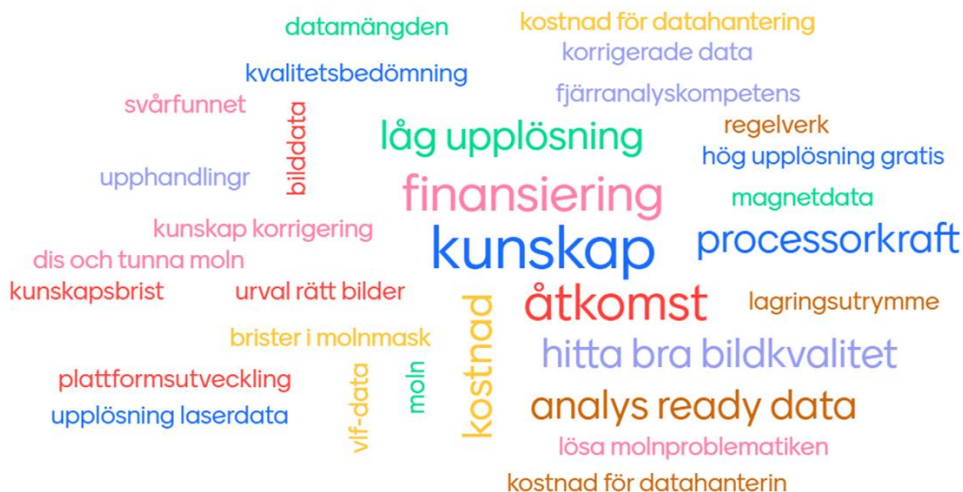 datamängden
kostnad för datahantering
korrigerade data
kvalitetsbedömning
fjärranalyskompetens
svårfunnet
bilddata
låg upplösning
regelverk
hög upplösning gratis
upphandlingr
finansiering
magnetdata
kunskap korrigering
kunskap
processorkraft
dis och tunna moln
kunskapsbrist
urval rätt bilder
åtkomst
lagringsutrymme
brister i molnmask
kostnad
hitta bra bildkvalitet
plattformsutveckling
vlf-data
moln
analys ready data
upplösning laserdata
lösa molnproblematiken
kostnad för datahanterin